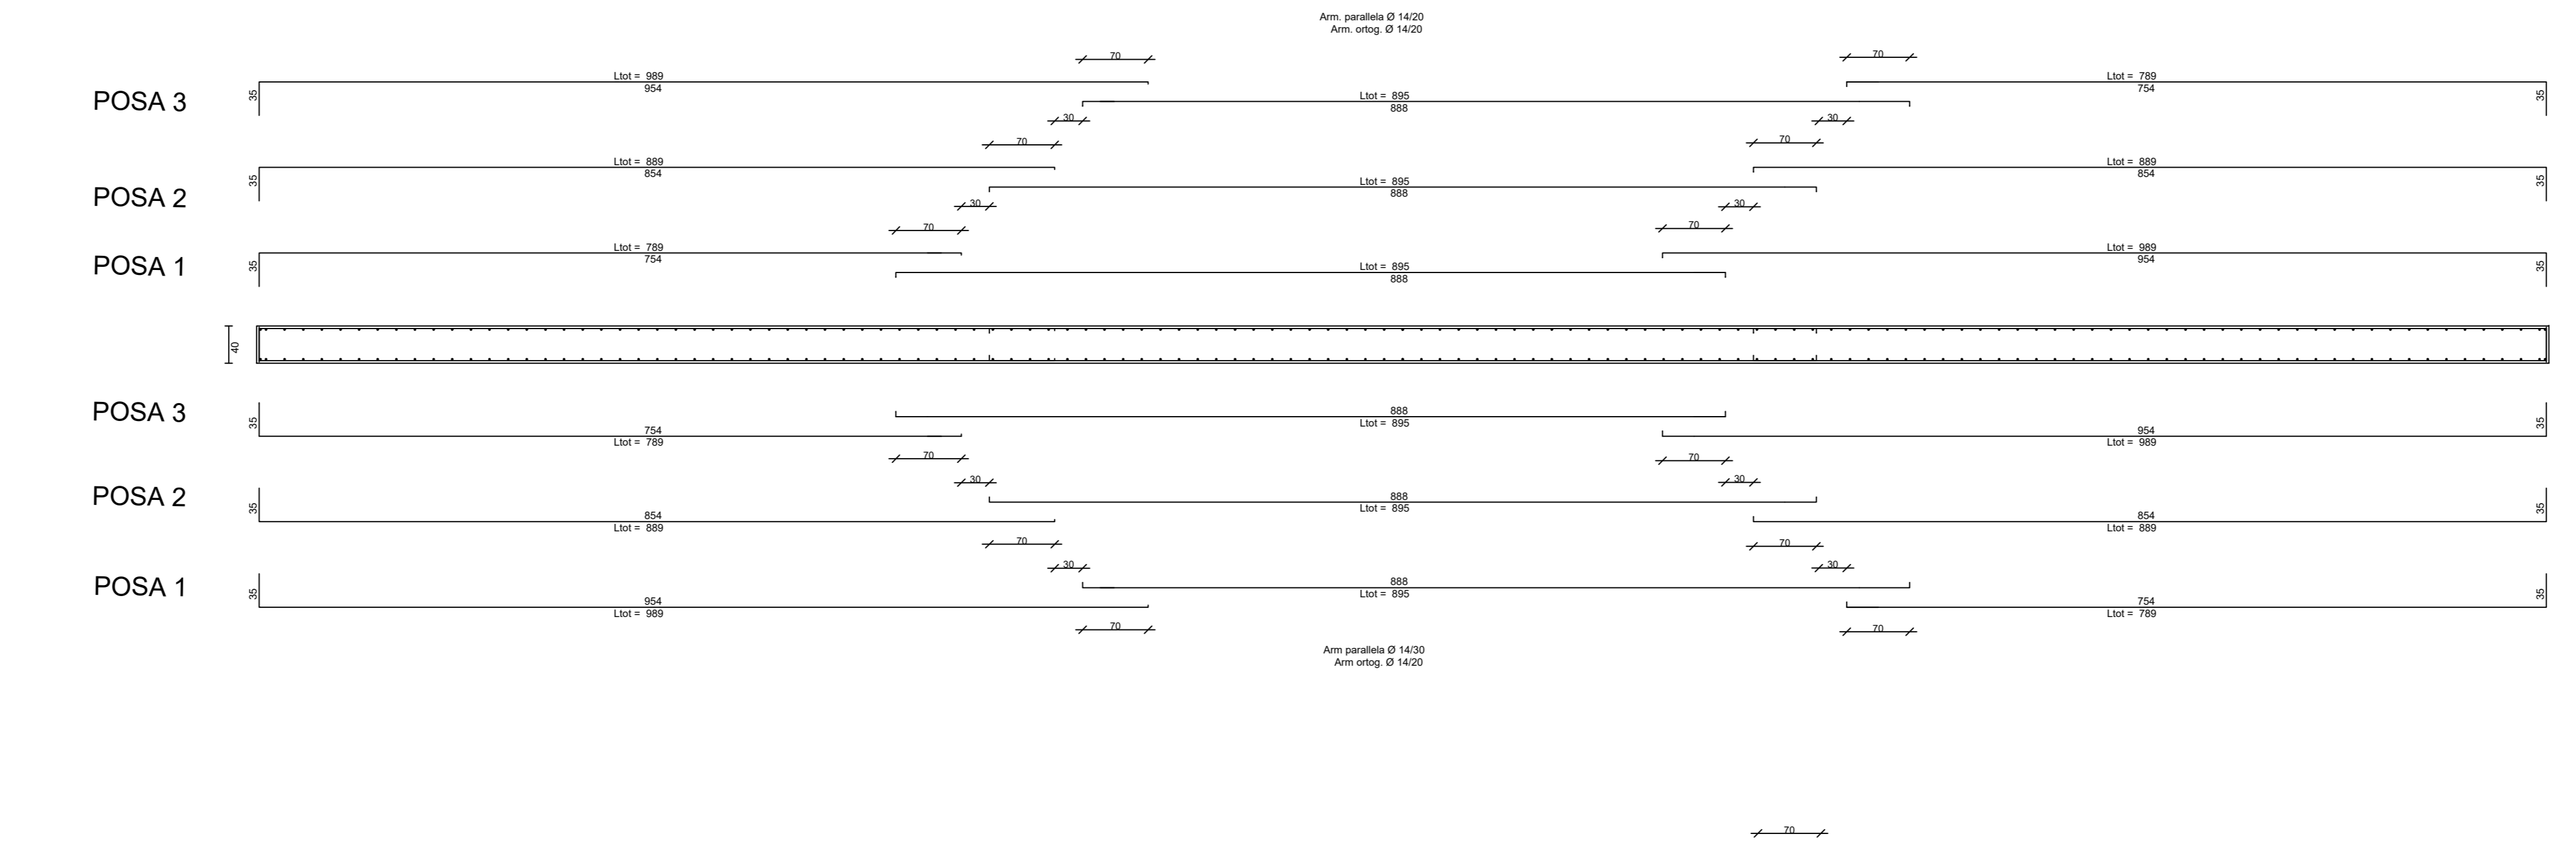 Arm. parallela Ø 14/20
Arm. ortog. Ø 14/20
70
70
POSA 3
35
Ltot = 989
954
Ltot = 895
888
Ltot = 789
754
35
30
30
70
70
POSA 2
35
Ltot = 889
854
Ltot = 895
888
Ltot = 889
854
35
30
30
70
70
POSA 1
35
Ltot = 789
754
Ltot = 895
888
Ltot = 989
954
35
40
POSA 3
35
754
Ltot = 789
888
Ltot = 895
954
Ltot = 989
35
70
70
30
30
POSA 2
35
854
Ltot = 889
888
Ltot = 895
854
Ltot = 889
35
70
70
30
30
POSA 1
35
954
Ltot = 989
888
Ltot = 895
754
Ltot = 789
35
70
70
Arm parallela Ø 14/30
Arm ortog. Ø 14/20
70